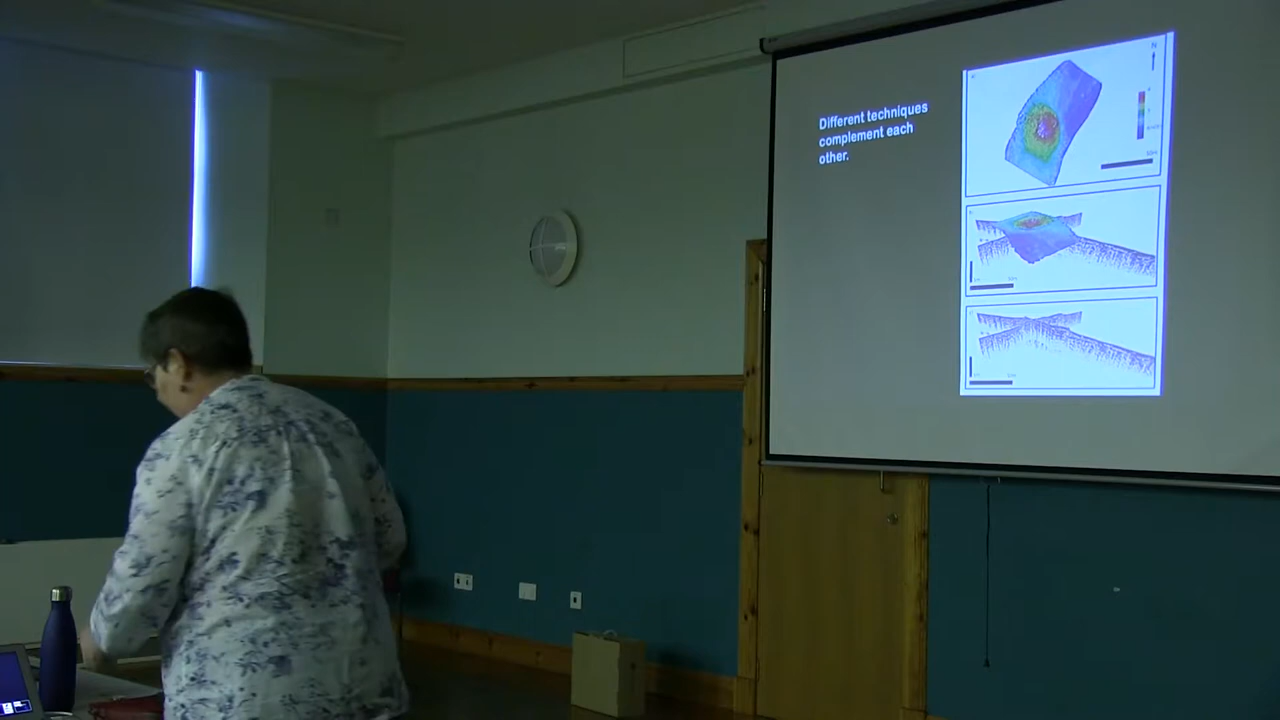 Different techniques
complement each
other.
N